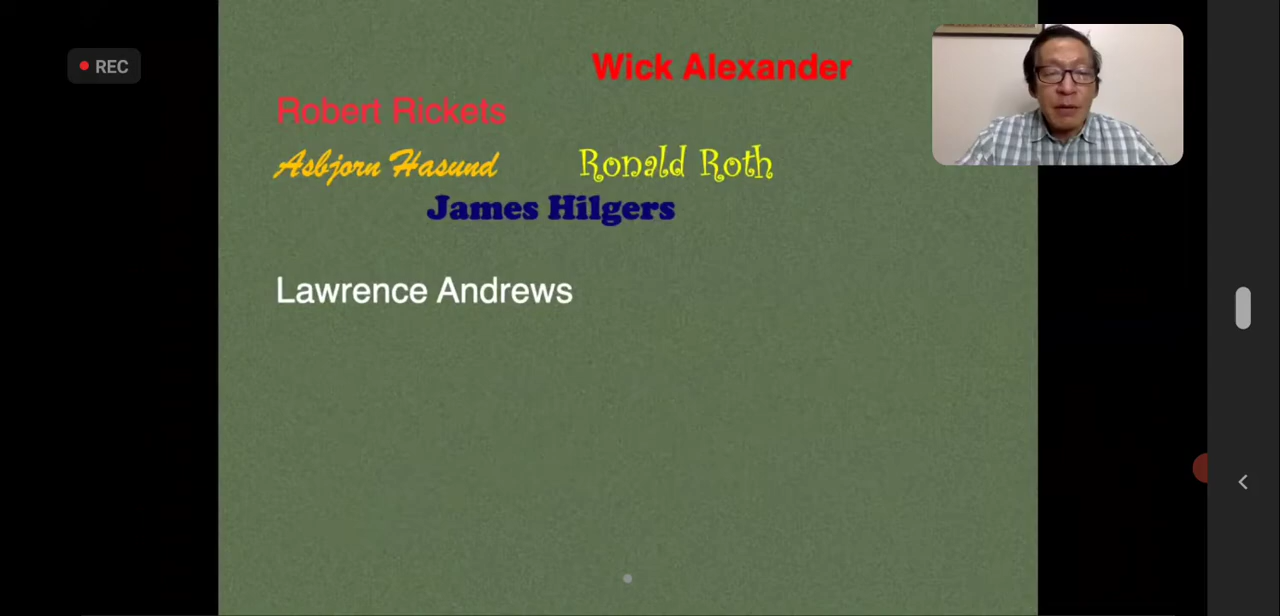 REC
Wick Alexander
Robert Rickets
Asbjorn Hasund Ronald Roth
James Hilgers
Lawrence Andrews